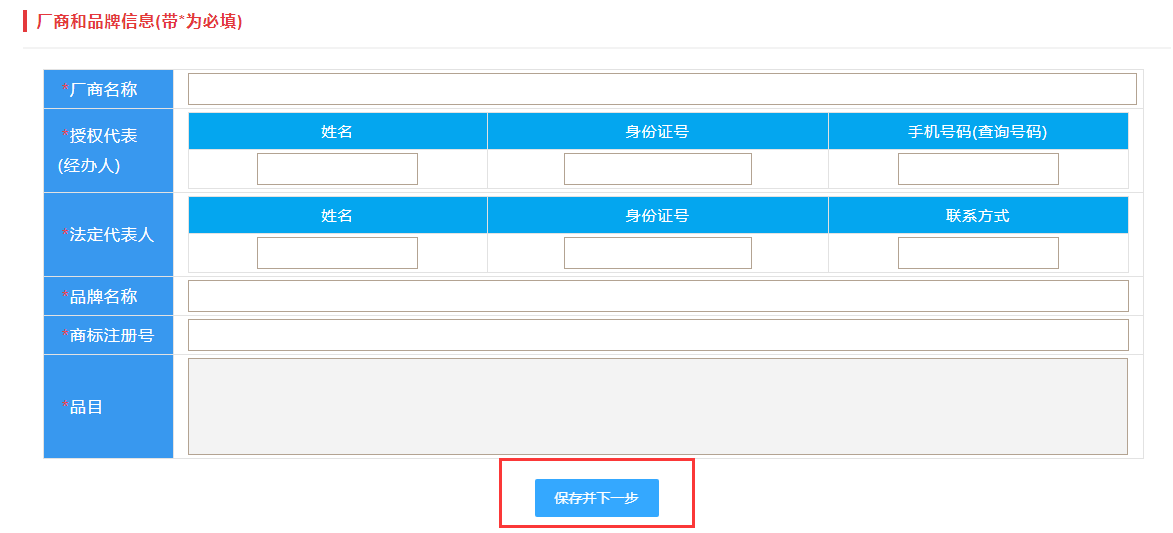 厂商和品牌信息(带*为必填)
*厂商名称
*授权代表
(经办人)
姓名 身份证号 手机号码(查询号码)
*法定代表人
姓名 身份证号 联系方式
*品牌名称
*商标注册号
*品目
保存并下一步